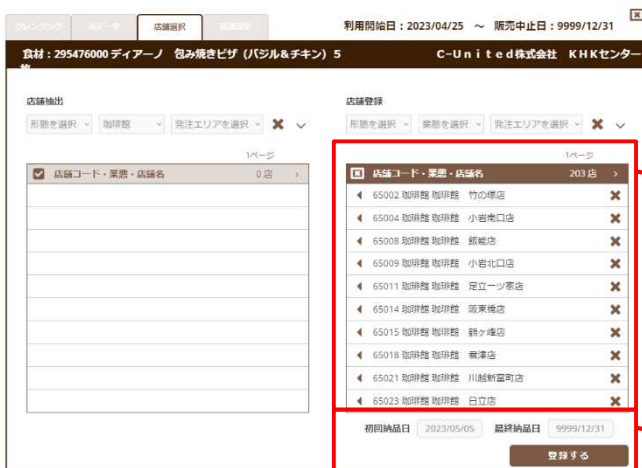 クレンジング 元データ 店舗選択
利用開始日：2023/04/25 ～ 販売中止日：9999/12/31
食材：295476000 ディアーノ 包み焼きピザ（バジル&チキン）5
枚
C-United株式会社 KHKセンター
店舗抽出
形態を選択 珈琲館 発注エリアを選択
1ページ
店舗コード・業態・店舗名 0店
店舗登録
形態を選択 業態を選択 発注エリアを選択
1ページ
店舗コード・業態・店舗名 203店
65002 珈琲館 珈琲館 竹の塚店
65004 珈琲館 珈琲館 小岩南口店
65008 珈琲館 珈琲館 飯能店
65009 珈琲館 珈琲館 小岩北口店
65011 珈琲館 珈琲館 足立一ツ家店
65014 珈琲館 珈琲館 阪東橋店
65015 珈琲館 珈琲館 鶴ヶ峰店
65018 珈琲館 珈琲館 君津店
65021 珈琲館 珈琲館 川越新富町店
65023 珈琲館 珈琲館 日立店
初回納品日 2023/05/05 最終納品日 9999/12/31
登録する